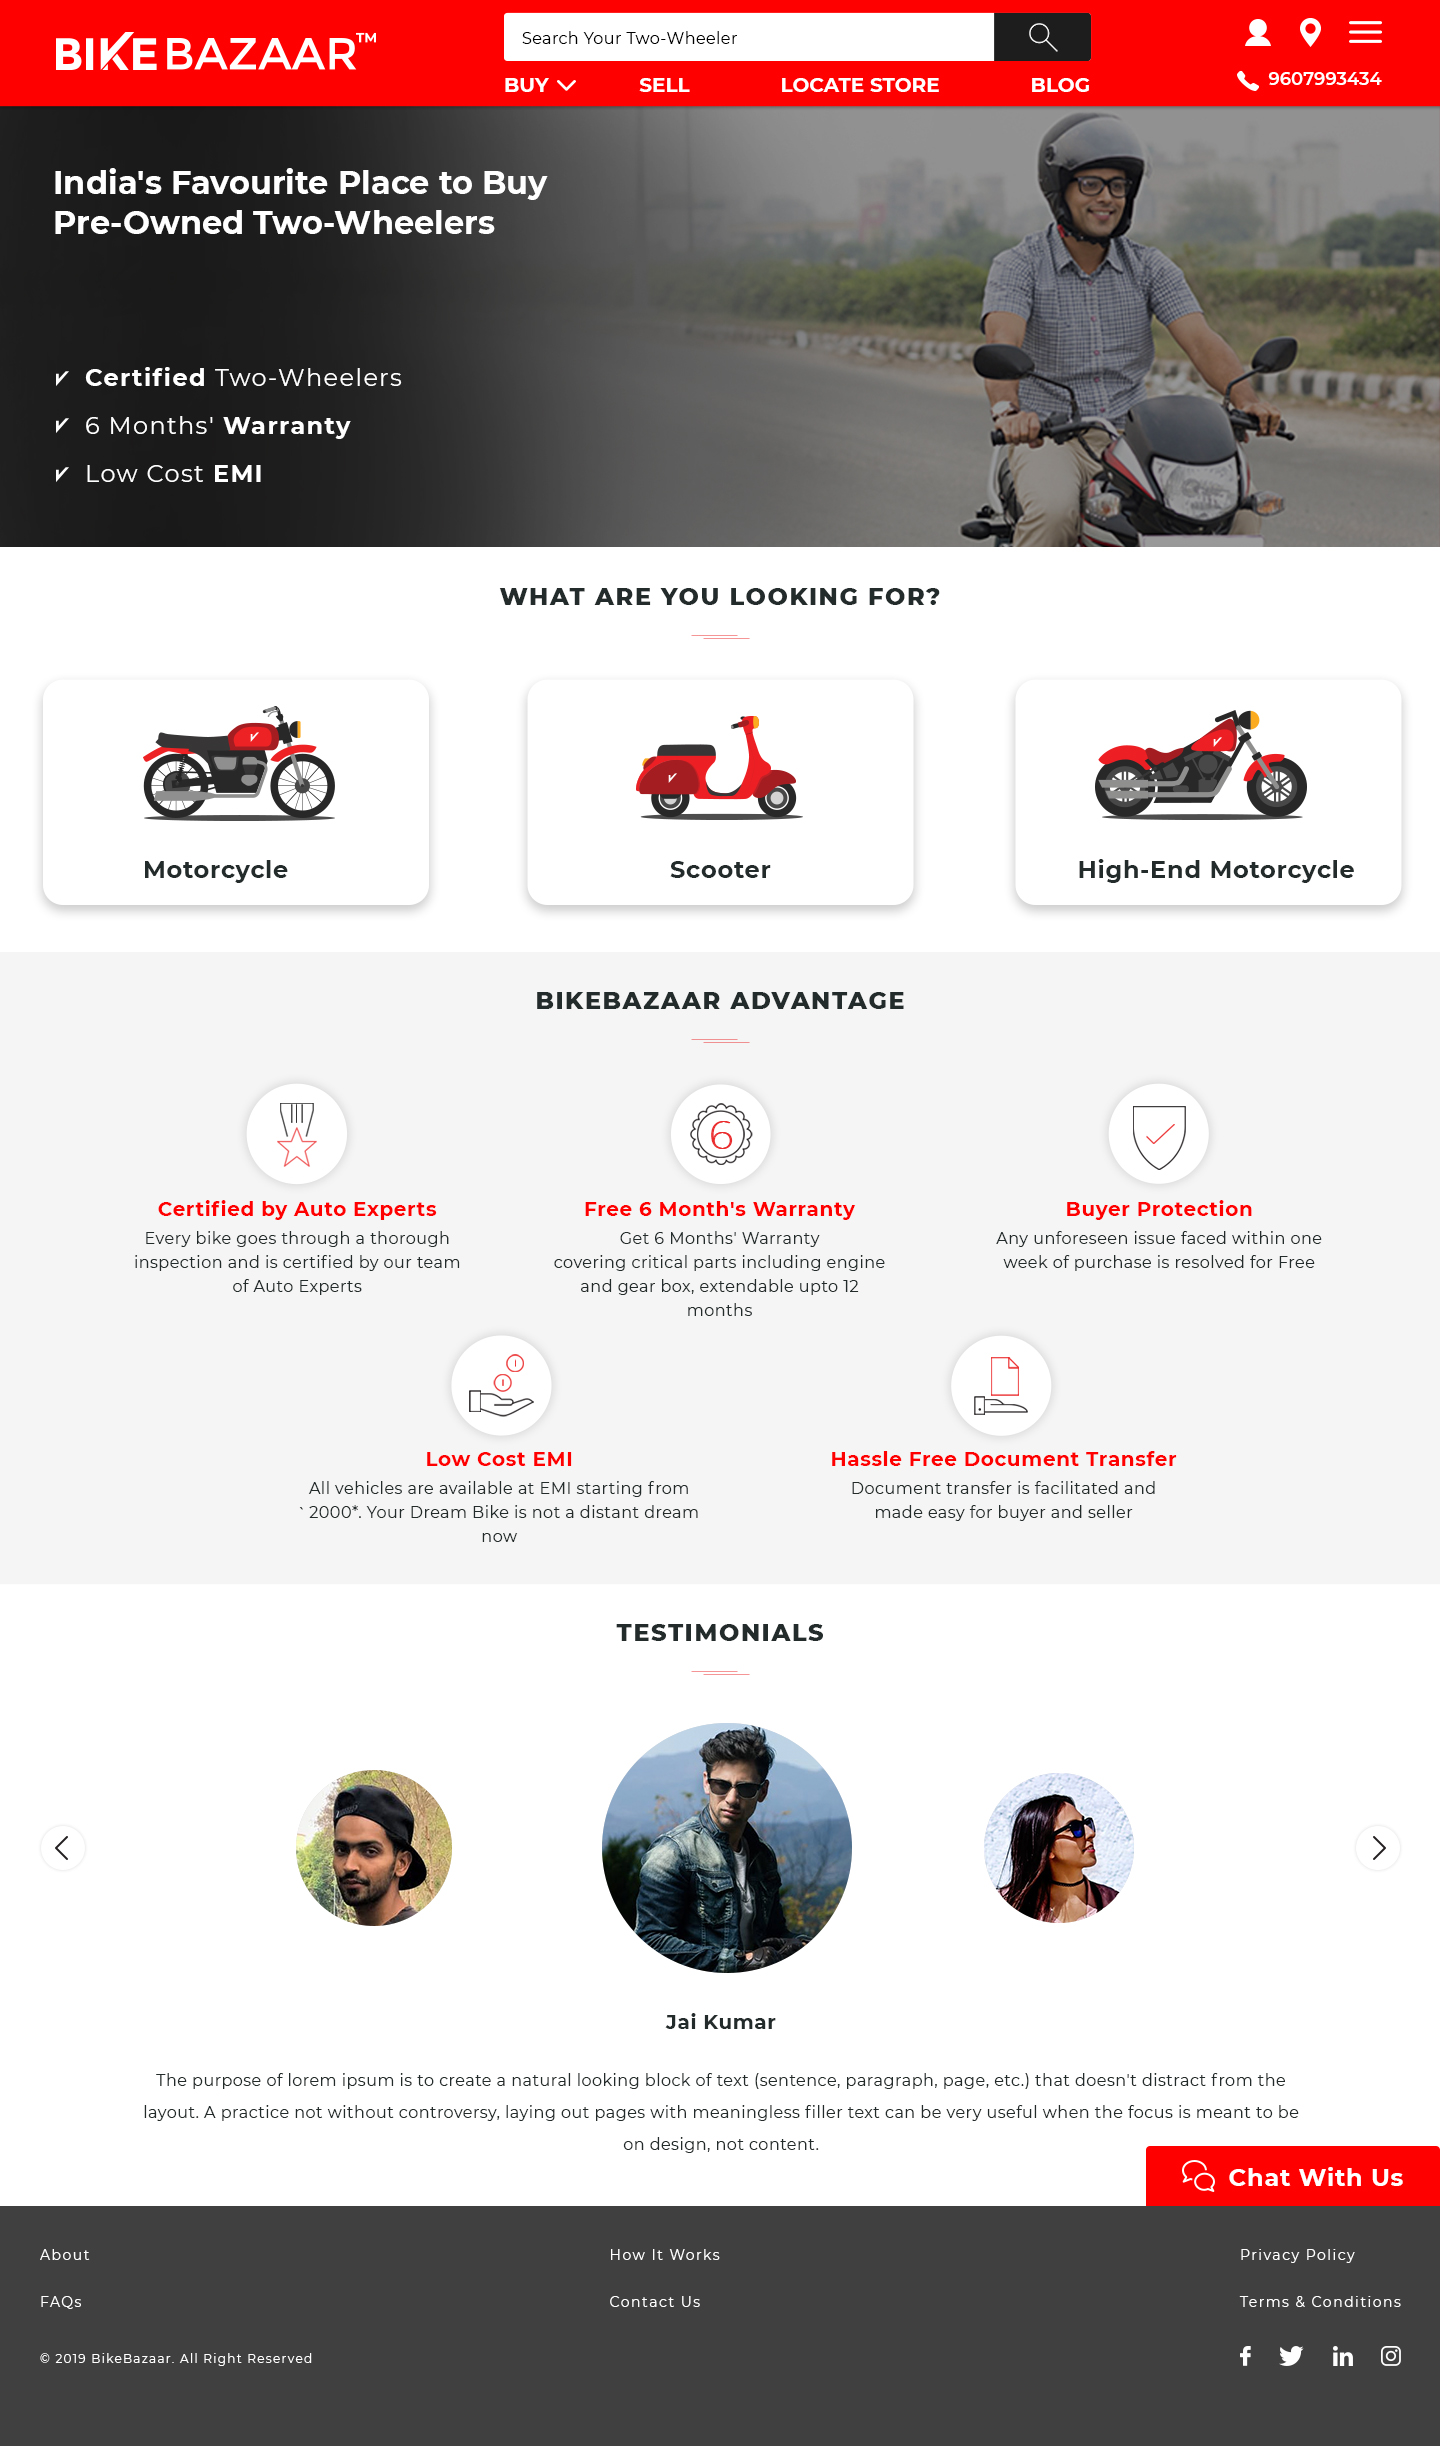 BIKEBAZAAR™
Search Your Two-Wheeler
BUY
SELL
LOCATE STORE
BLOG
9607993434
India's Favourite Place to Buy
Pre-Owned Two-Wheelers
Certified Two-Wheelers
6 Months' Warranty
Low Cost EMI
WHAT ARE YOU LOOKING FOR?
Motorcycle
Scooter
High-End Motorcycle
BIKEBAZAAR ADVANTAGE
6
Certified by Auto Experts
Every bike goes through a thorough
inspection and is certified by our team
of Auto Experts
Free 6 Month's Warranty
Get 6 Months' Warranty
covering critical parts including engine
and gear box, extendable upto 12
months
Buyer Protection
Any unforeseen issue faced within one
week of purchase is resolved for Free
Low Cost EMI
All vehicles are available at EMI starting from
`2000*. Your Dream Bike is not a distant dream
now
Hassle Free Document Transfer
Document transfer is facilitated and
made easy for buyer and seller
TESTIMONIALS
Jai Kumar
The purpose of lorem ipsum is to create a natural looking block of text (sentence, paragraph, page, etc.) that doesn't distract from the
layout. A practice not without controversy, laying out pages with meaningless filler text can be very useful when the focus is meant to be
on design, not content.
Chat With Us
About
How It Works
Privacy Policy
FAQs
Contact Us
Terms & Conditions
© 2019 BikeBazaar. All Right Reserved